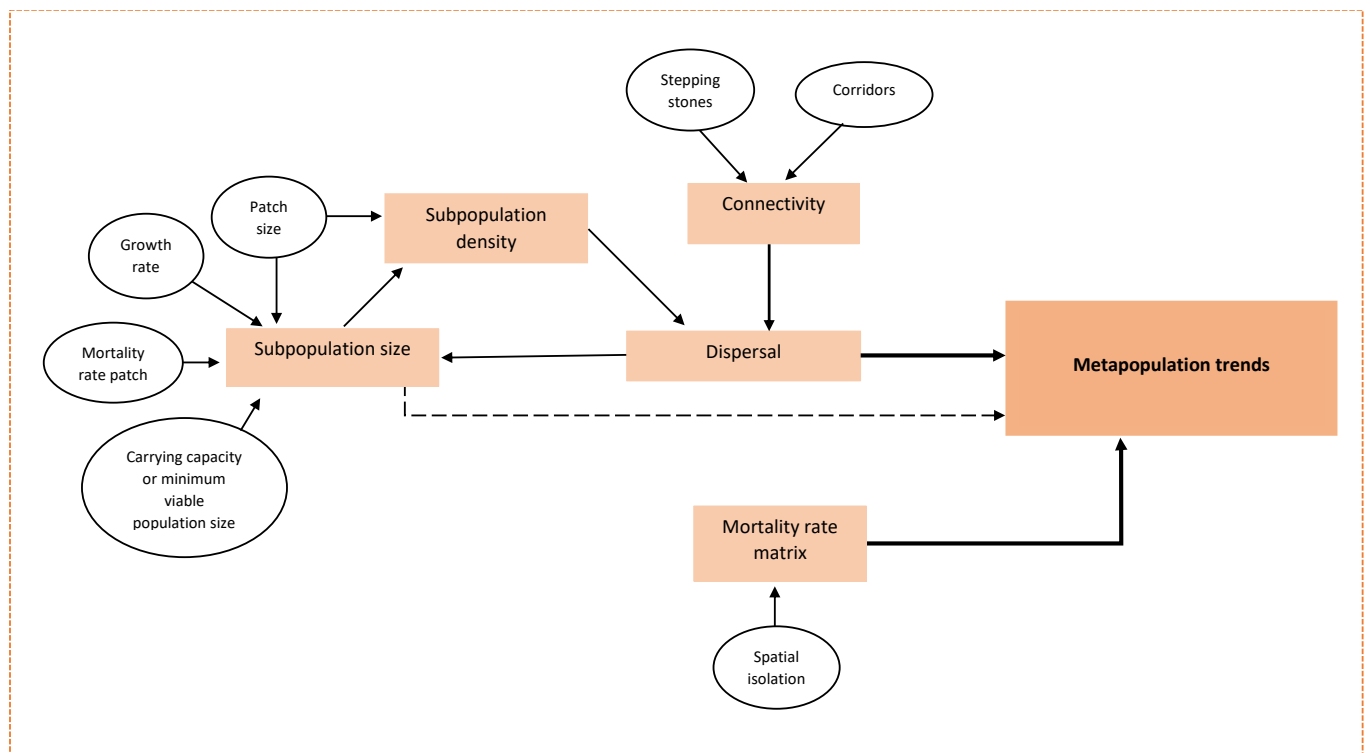 Stepping
stones
Corridors
Patch
size
Subpopulation
density
Connectivity
Growth
rate
Mortality
rate patch
Subpopulation size
Dispersal
Metapopulation trends
Carrying capacity
or minimum
viable
population size
Mortality rate
matrix
Spatial
isolation